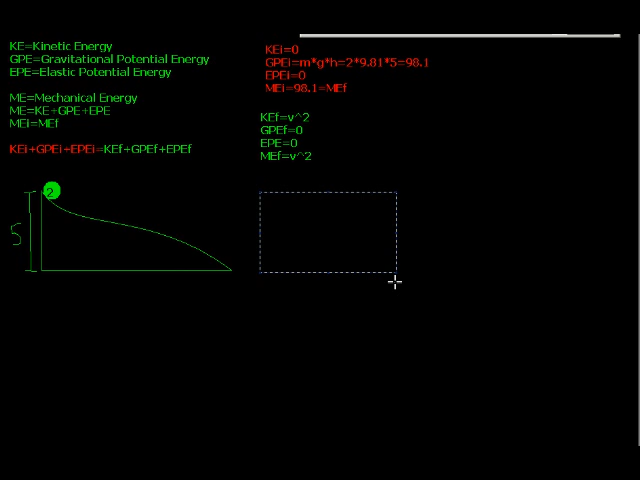 KE=Kinetic Energy
GPE=Gravitational Potential Energy
EPE=Elastic Potential Energy
ME=Mechanical Energy
ME=KE+GPE+EPE
MEi=MEf
KEi+GPEi+EPEi=KEf+GPEf+EPEf
KEi=0
GPEi=m*g*h=2*9.81*5=98.1
EPEi=0
MEi=98.1=MEf
KEf=v^2
GPEf=0
EPE=0
MEf=v^2
2
5